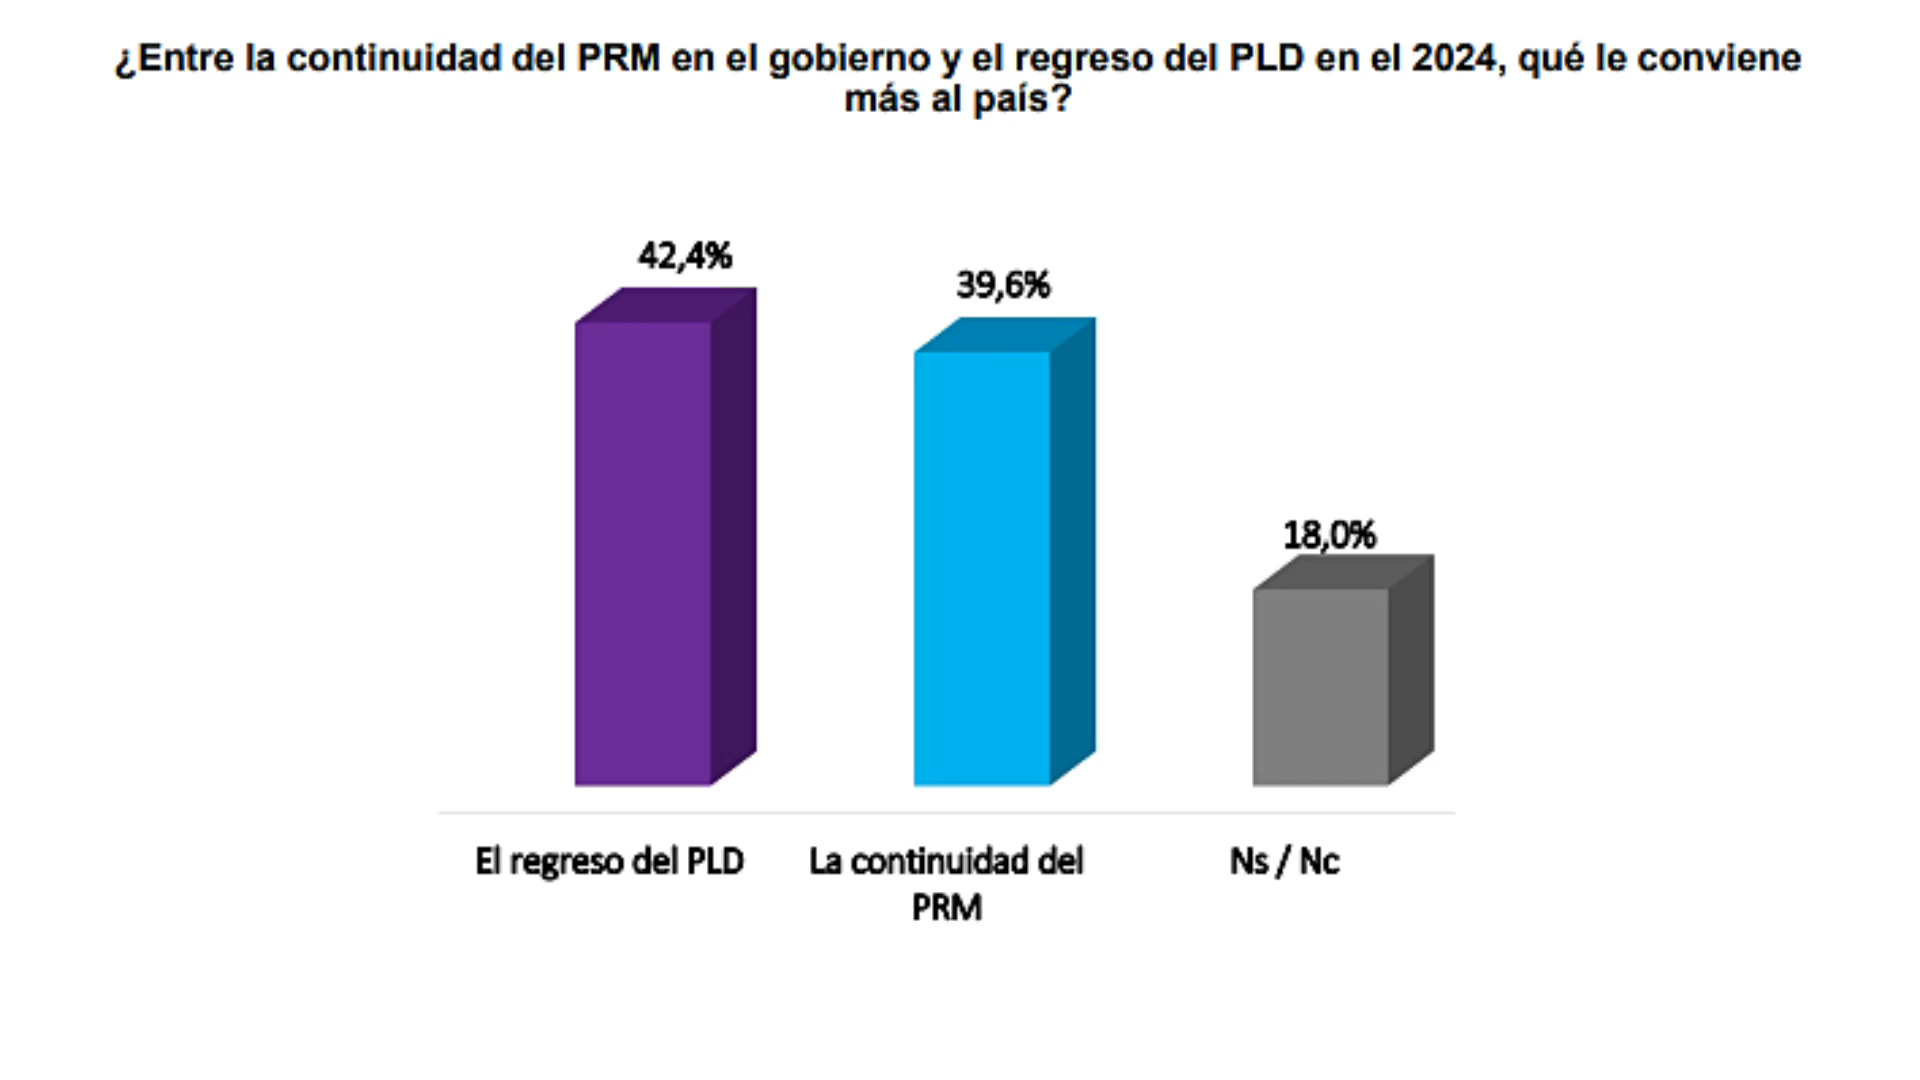 ¿Entre la continuidad del PRM en el gobierno y el regreso del PLD en el 2024, qué le conviene
más al país?
42,4%
39,6%
18,0%
El regreso del PLD
La continuidad del
PRM
Ns / Nc